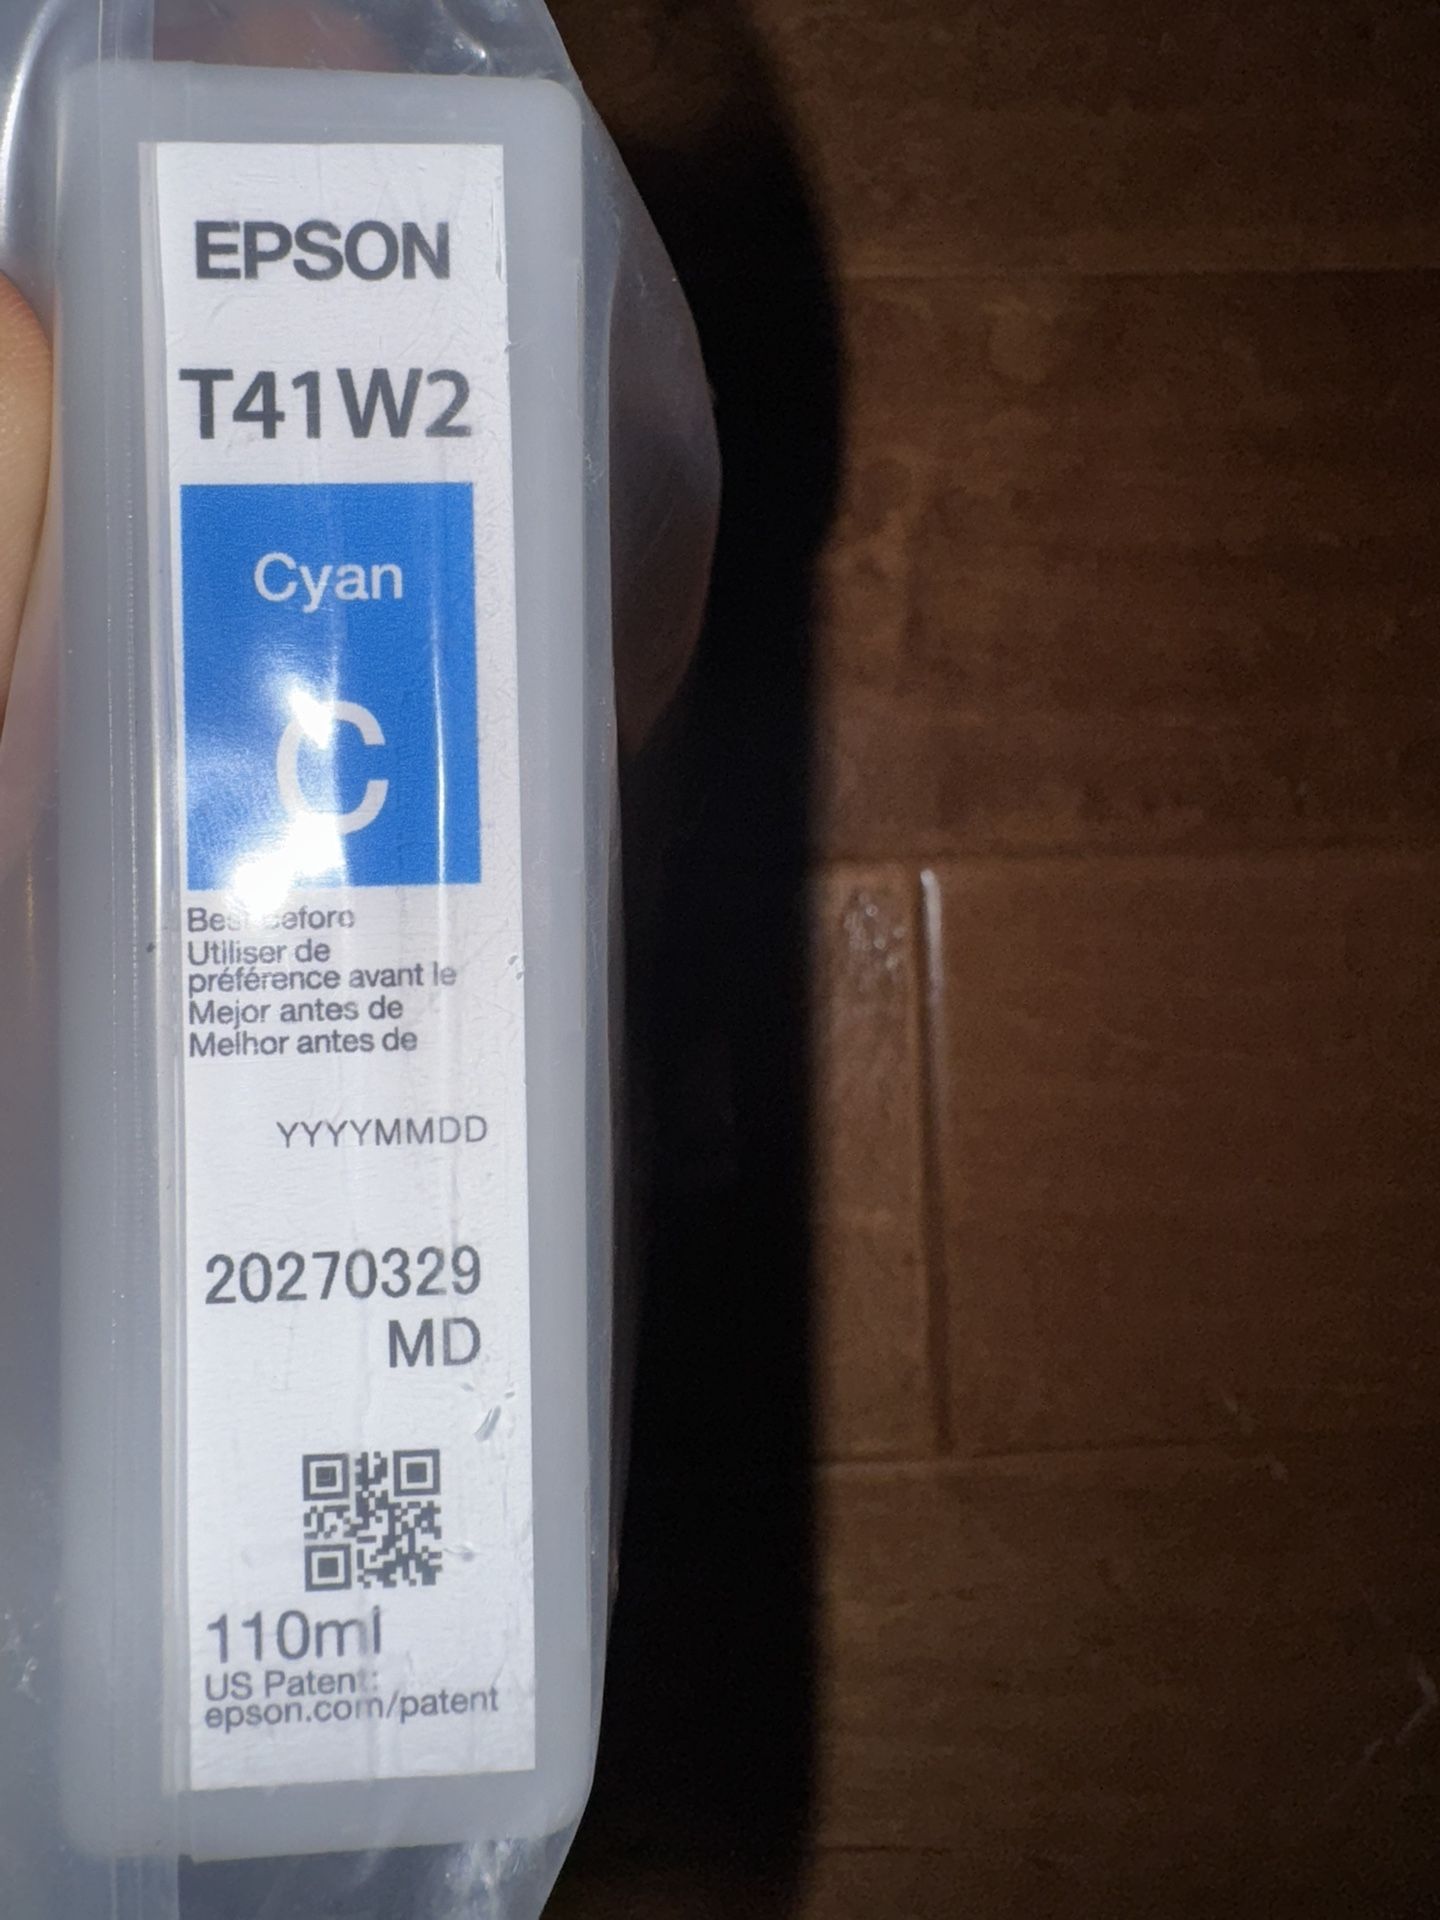 EPSON
T41W2
Cyan
C
Best Before
Utiliser de
préférence avant le
Mejor antes de
Melhor antes de
YYYYMMDD
20270329
MD
110ml
US Patent:
epson.com/patent